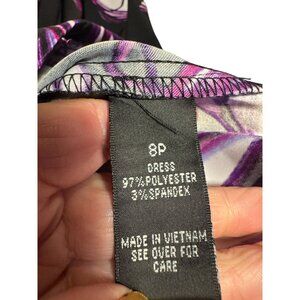 8P
DRESS
97%POLYESTER
3%SPANDEX
MADE IN VIETNAM
SEE OVER FOR
CARE